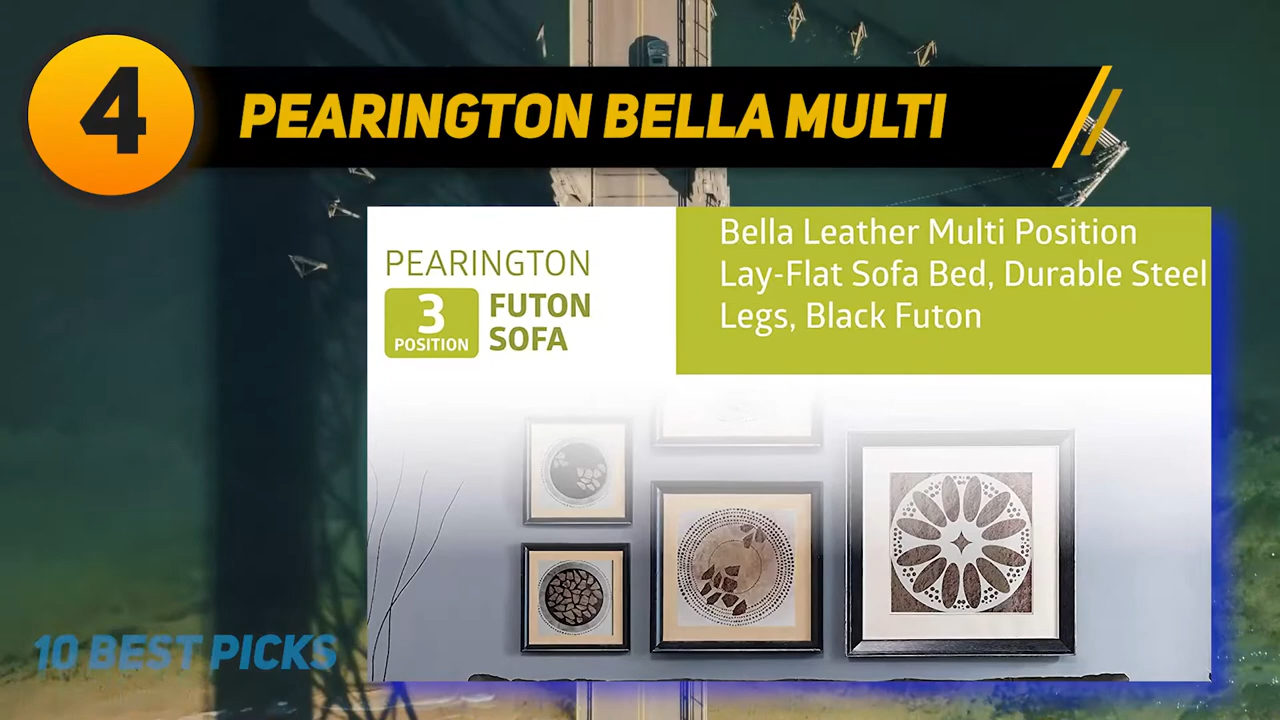 4
PEARINGTON BELLA MULTI
PEARINGTON
3
POSITION
FUTON
SOFA
Bella Leather Multi Position
Lay-Flat Sofa Bed, Durable Steel
Legs, Black Futon
10 BEST PICKS